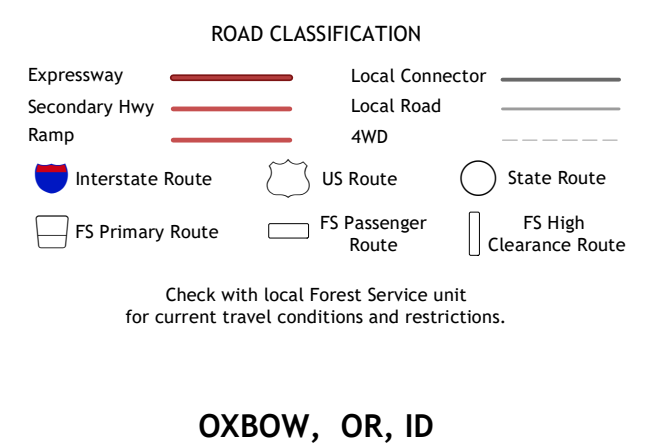 ROAD CLASSIFICATION
Expressway
Local Connector
Secondary Hwy
Local Road
Ramp
4WD
Interstate Route
US Route
State Route
FS Primary Route
FS Passenger
Route
FS High
Clearance Route
Check with local Forest Service unit
for current travel conditions and restrictions.
OXBOW, OR, ID